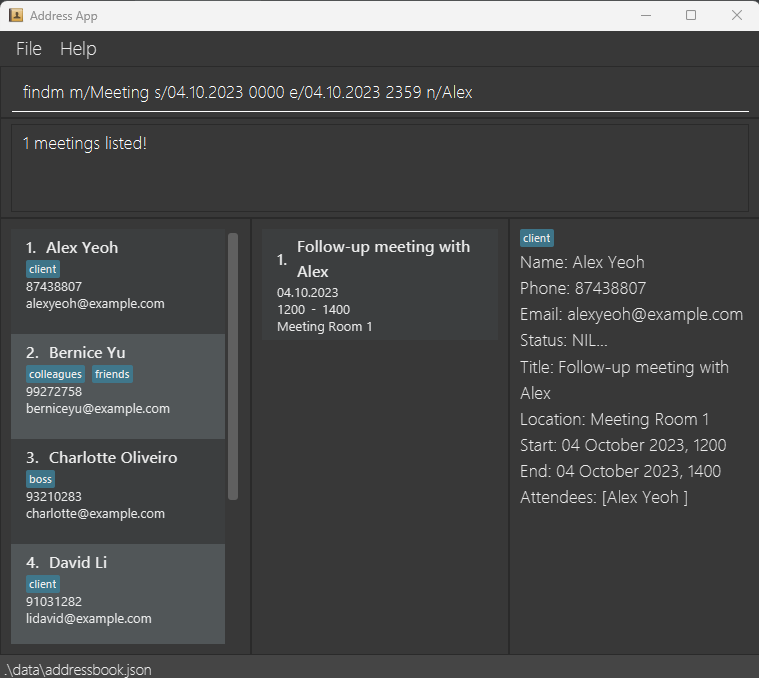 Address App
File Help
findm m/Meeting s/04.10.2023 0000 e/04.10.2023 2359 n/Alex
1 meetings listed!
1. Alex Yeoh
client
87438807
alexyeoh@example.com
2. Bernice Yu
colleagues friends
99272758
berniceyu@example.com
3. Charlotte Oliveiro
boss
93210283
charlotte@example.com
4. David Li
client
91031282
lidavid@example.com
1. Follow-up meeting with
Alex
04.10.2023
1200 - 1400
Meeting Room 1
client
Name: Alex Yeoh
Phone: 87438807
Email: alexyeoh@example.com
Status: NIL...
Title: Follow-up meeting with
Alex
Location: Meeting Room 1
Start: 04 October 2023, 1200
End: 04 October 2023, 1400
Attendees: [Alex Yeoh ]
.\data\addressbook.json